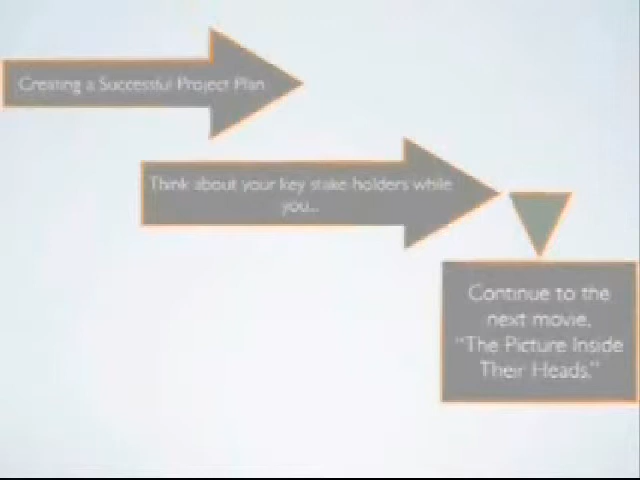 Creating a Successful Project Plan
Think about your key stake holders while
you...
Continue to the
next movie,
"The Picture Inside
Their Heads."